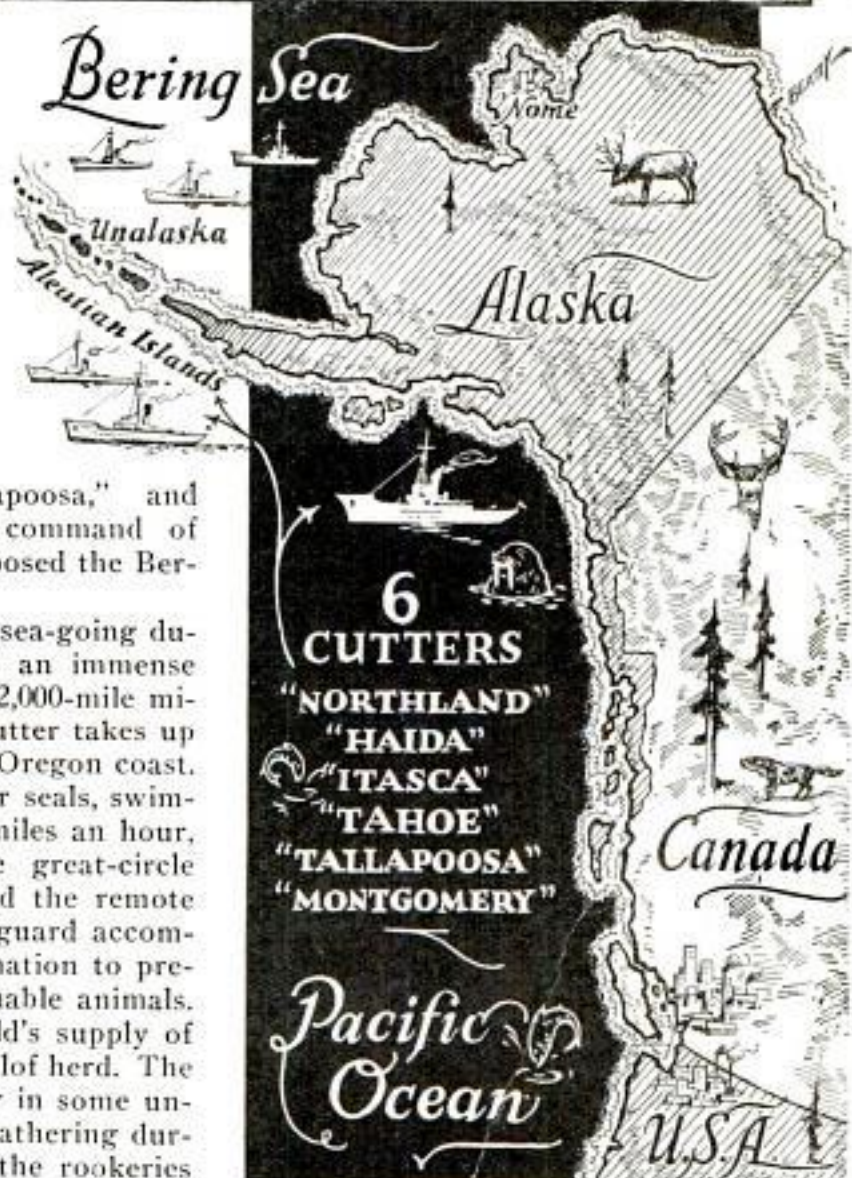 Bering Sea
Nome
Unalaska
Aleutian Islands
Alaska
6
CUTTERS
"NORTHLAND"
"HAIDA"
"ITASCA"
"TAHOE"
"TALLAPOOSA"
"MONTGOMERY"
Canada
Pacific
Ocean
U.S.A.
apoosa," and
command of
posed the Ber-
sea-going du-
an immense
2,000-mile mi-
utter takes up
Oregon coast.
r seals, swim-
miles an hour,
e great-circle
d the remote
guard accom-
nation to pre-
uable animals.
ld's supply of
lof herd. The
y in some un-
athering dur-
the rookeries